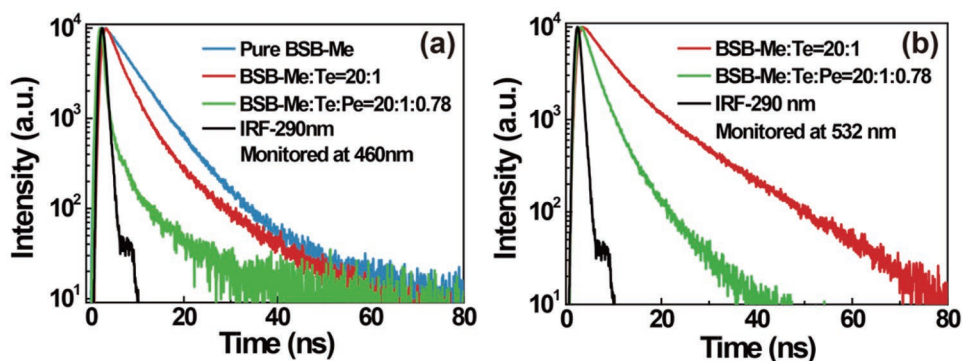 (a)
Pure BSB-Me
BSB-Me:Te=20:1
BSB-Me:Te:Pe=20:1:0.78
IRF-290nm
Monitored at 460nm
Intensity (a.u.)
10⁴
10³
10²
10¹
0 20 40 60 80
Time (ns)
(b)
BSB-Me:Te=20:1
BSB-Me:Te:Pe=20:1:0.78
IRF-290 nm
Monitored at 532 nm
Intensity (a.u.)
10⁴
10³
10²
10¹
0 20 40 60 80
Time (ns)